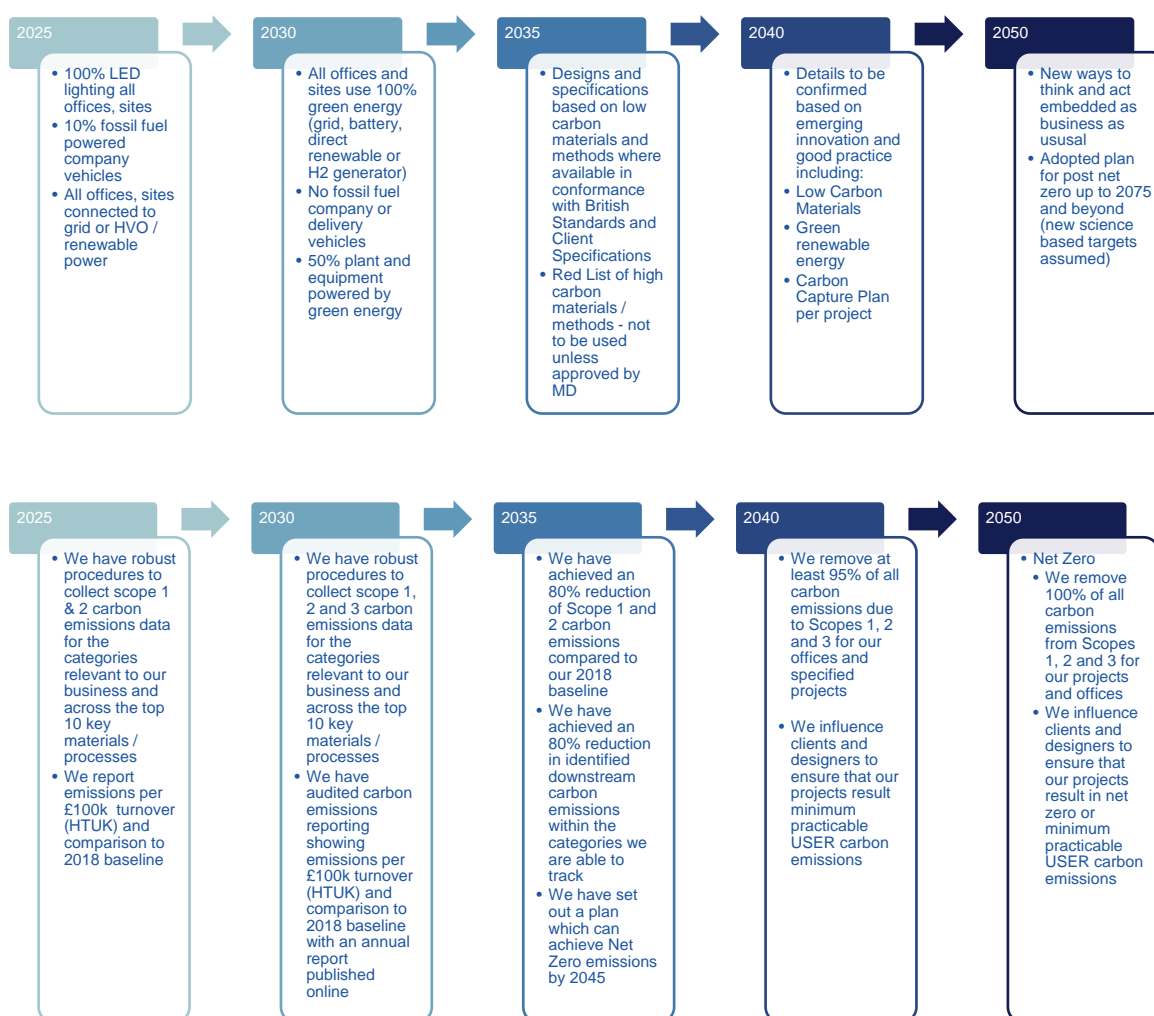 2025
• 100% LED
lighting all
offices, sites
• 10% fossil fuel
powered
company
vehicles
• All offices, sites
connected to
grid or HVO /
renewable
power
2030
• All offices and
sites use 100%
green energy
(grid, battery,
direct
renewable or
H2 generator)
• No fossil fuel
company or
delivery
vehicles
• 50% plant and
equipment
powered by
green energy
2035
• Designs and
specifications
based on low
carbon
materials and
methods where
available in
conformance
with British
Standards and
Client
Specifications
• Red List of high
carbon
materials /
methods - not
to be used
unless
approved by
MD
2040
• Details to be
confirmed
based on
emerging
innovation and
good practice
including:
• Low Carbon
Materials
• Green
renewable
energy
• Carbon
Capture Plan
per project
2050
• New ways to
think and act
embedded as
business as
ususal
• Adopted plan
for post net
zero up to 2075
and beyond
(new science
based targets
assumed)
2025
• We have robust
procedures to
collect scope 1
& 2 carbon
emissions data
for the
categories
relevant to our
business and
across the top
10 key
materials /
processes
• We report
emissions per
£100k turnover
(HTUK) and
comparison to
2018 baseline
2030
• We have robust
procedures to
collect scope 1,
2 and 3 carbon
emissions data
for the
categories
relevant to our
business and
across the top
10 key
materials /
processes
• We have
audited carbon
emissions
reporting
showing
emissions per
£100k turnover
(HTUK) and
comparison to
2018 baseline
with an annual
report
published
online
2035
• We have
achieved an
80% reduction
of Scope 1 and
2 carbon
emissions
compared to
our 2018
baseline
• We have
achieved an
80% reduction
in identified
downstream
carbon
emissions
within the
categories we
are able to
track
• We have set
out a plan
which can
achieve Net
Zero emissions
by 2045
2040
• We remove at
least 95% of all
carbon
emissions due
to Scopes 1, 2
and 3 for our
offices and
specified
projects
• We influence
clients and
designers to
ensure that our
projects result
minimum
practicable
USER carbon
emissions
2050
• Net Zero
• We remove
100% of all
carbon
emissions
from Scopes
1, 2 and 3 for
our projects
and offices
• We influence
clients and
designers to
ensure that
our projects
result in net
zero or
minimum
practicable
USER carbon
emissions